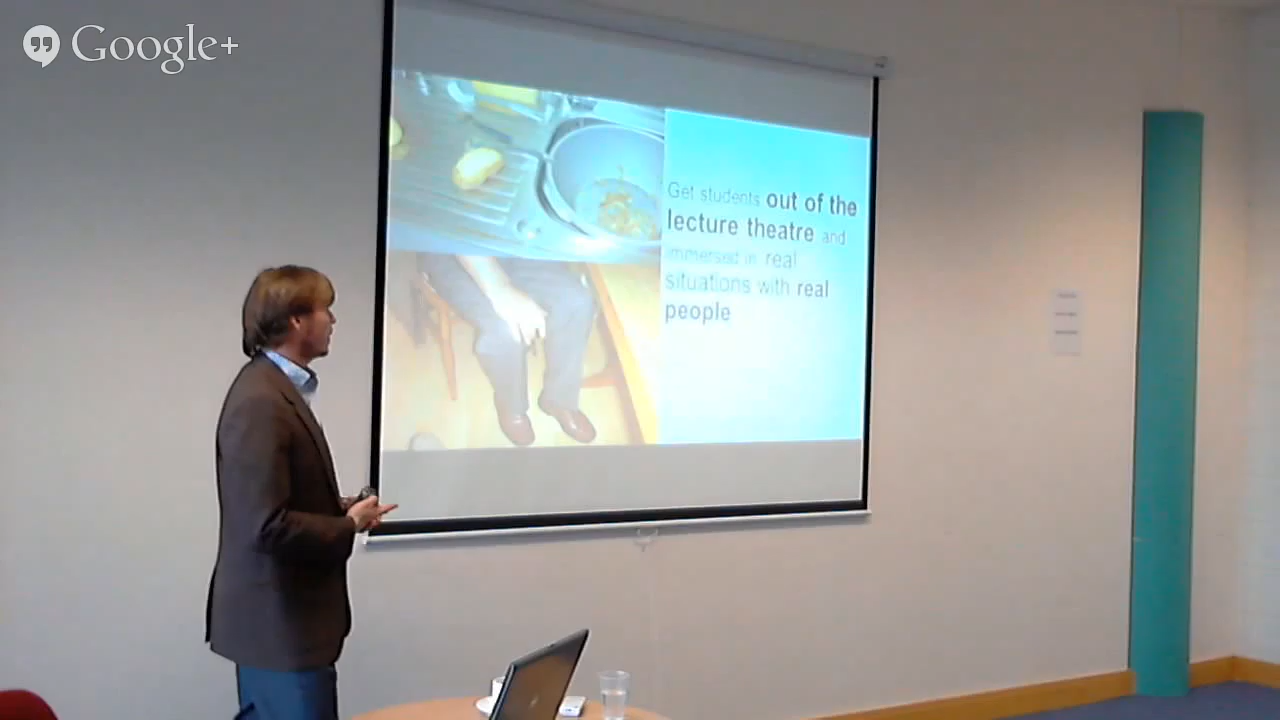 Google+
Get students out of the
lecture theatre and
immersed in real
situations with real
people